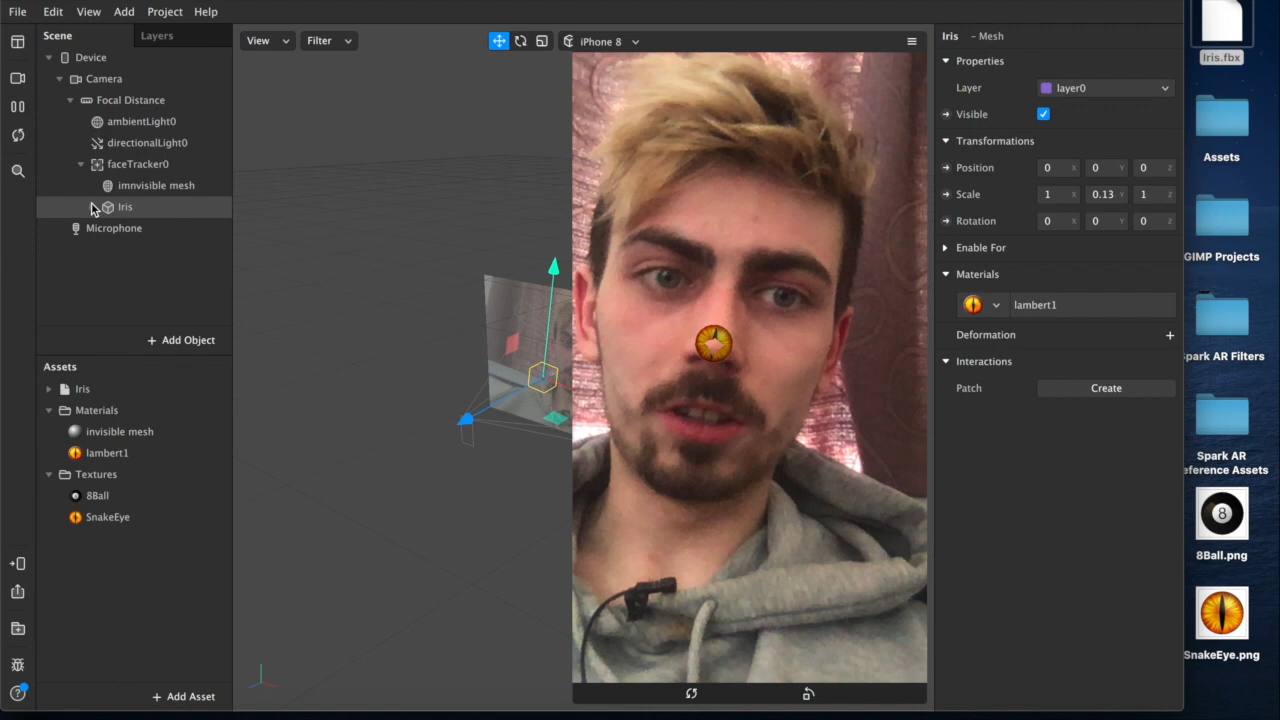 File Edit View Add Project Help
Scene Layers
Device
Camera
Focal Distance
ambientLight0
directionalLight0
faceTracker0
imnvisible mesh
Iris
Microphone
+ Add Object
Assets
Iris
Materials
invisible mesh
lambert1
Textures
8Ball
SnakeEye
+ Add Asset
View Filter
iPhone 8
Iris - Mesh
Properties
Layer layer0
Visible
Transformations
Position 0 X 0 Y 0 Z
Scale 1 X 0.13 Y 1 Z
Rotation 0 X 0 Y 0 Z
Enable For
Materials
lambert1
Deformation +
Interactions
Patch Create
Iris.fbx
Assets
GIMP Projects
Spark AR Filters
Spark AR
eference Assets
8
8Ball.png
SnakeEye.png